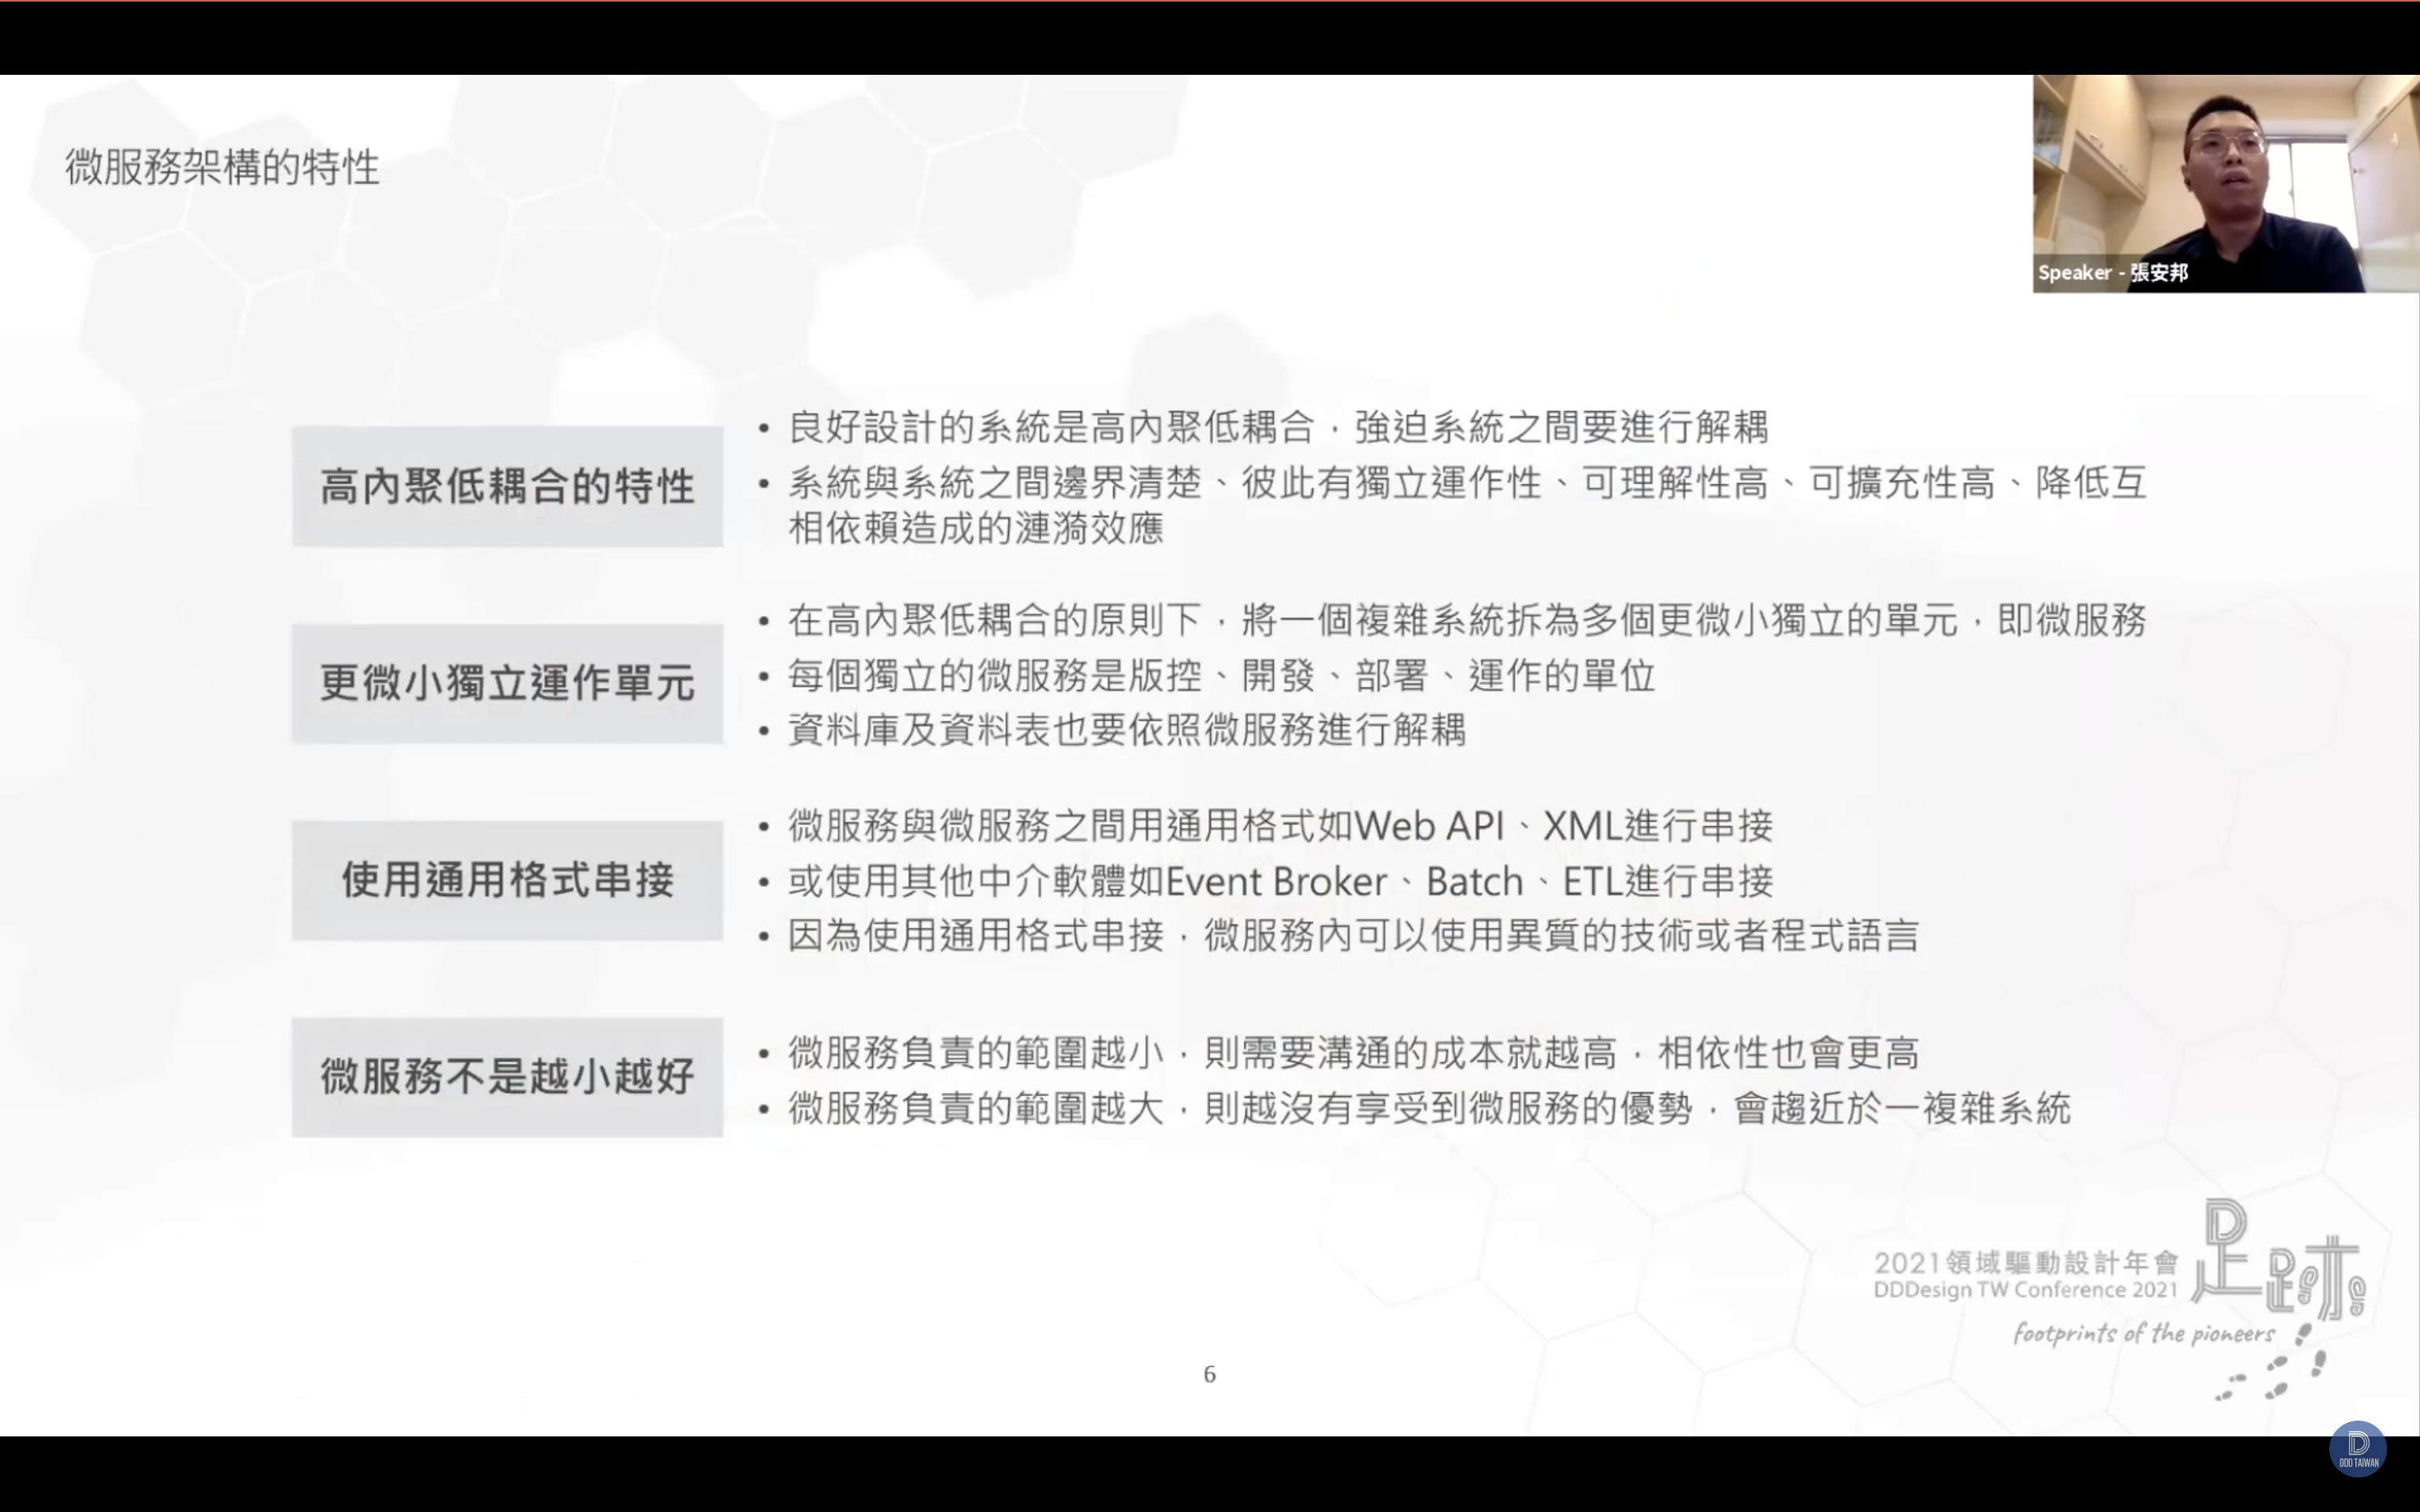 微服務架構的特性
Speaker - 張安邦
高內聚低耦合的特性
• 良好設計的系統是高內聚低耦合，強迫系統之間要進行解耦
• 系統與系統之間邊界清楚、彼此有獨立運作性、可理解性高、可擴充性高、降低互
相依賴造成的漣漪效應
更微小獨立運作單元
• 在高內聚低耦合的原則下，將一個複雜系統拆為多個更微小獨立的單元，即微服務
• 每個獨立的微服務是版控、開發、部署、運作的單位
• 資料庫及資料表也要依照微服務進行解耦
使用通用格式串接
• 微服務與微服務之間用通用格式如Web API、XML進行串接
• 或使用其他中介軟體如Event Broker、Batch、ETL進行串接
• 因為使用通用格式串接，微服務內可以使用異質的技術或者程式語言
微服務不是越小越好
• 微服務負責的範圍越小，則需要溝通的成本就越高，相依性也會更高
• 微服務負責的範圍越大，則越沒有享受到微服務的優勢，會趨近於一複雜系統
2021領域驅動設計年會
DDDesign TW Conference 2021
足跡
footprints of the pioneers
6
DDD TAIWAN